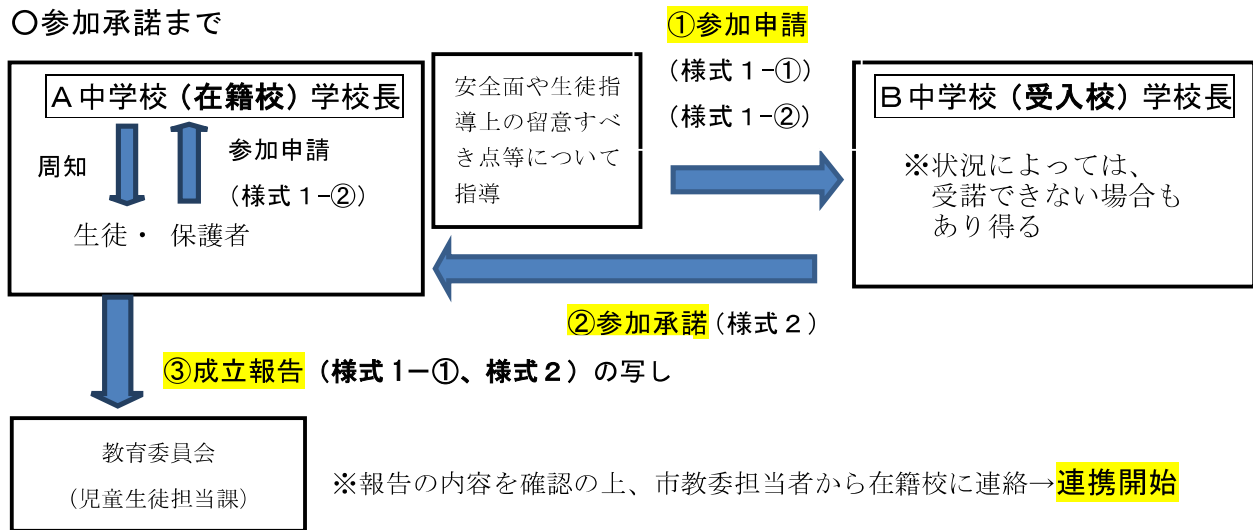 〇参加承諾まで
A中学校（在籍校）学校長
周知
参加申請
（様式１-②）
生徒・ 保護者
安全面や生徒指
導上の留意すべ
き点等について
指導
①参加申請
（様式１-①）
（様式１-②）
B中学校（受入校）学校長
※状況によっては、
受諾できない場合も
あり得る
②参加承諾（様式２）
③成立報告（様式１－①、様式２）の写し
教育委員会
(児童生徒担当課)
※報告の内容を確認の上、市教委担当者から在籍校に連絡→連携開始